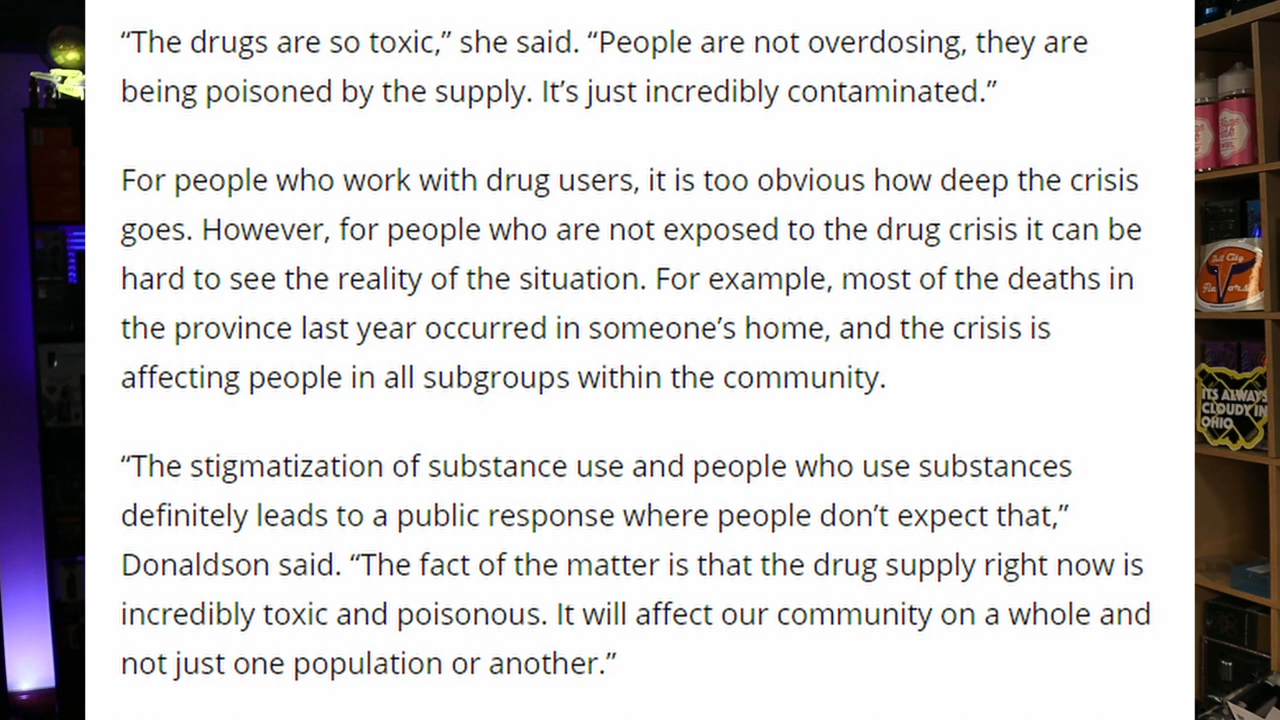 “The drugs are so toxic,” she said. “People are not overdosing, they are
being poisoned by the supply. It’s just incredibly contaminated.”
For people who work with drug users, it is too obvious how deep the crisis
goes. However, for people who are not exposed to the drug crisis it can be
hard to see the reality of the situation. For example, most of the deaths in
the province last year occurred in someone’s home, and the crisis is
affecting people in all subgroups within the community.
“The stigmatization of substance use and people who use substances
definitely leads to a public response where people don’t expect that,”
Donaldson said. “The fact of the matter is that the drug supply right now is
incredibly toxic and poisonous. It will affect our community on a whole and
not just one population or another.”
ITS ALWAYS
CLOUDY IN
OHIO